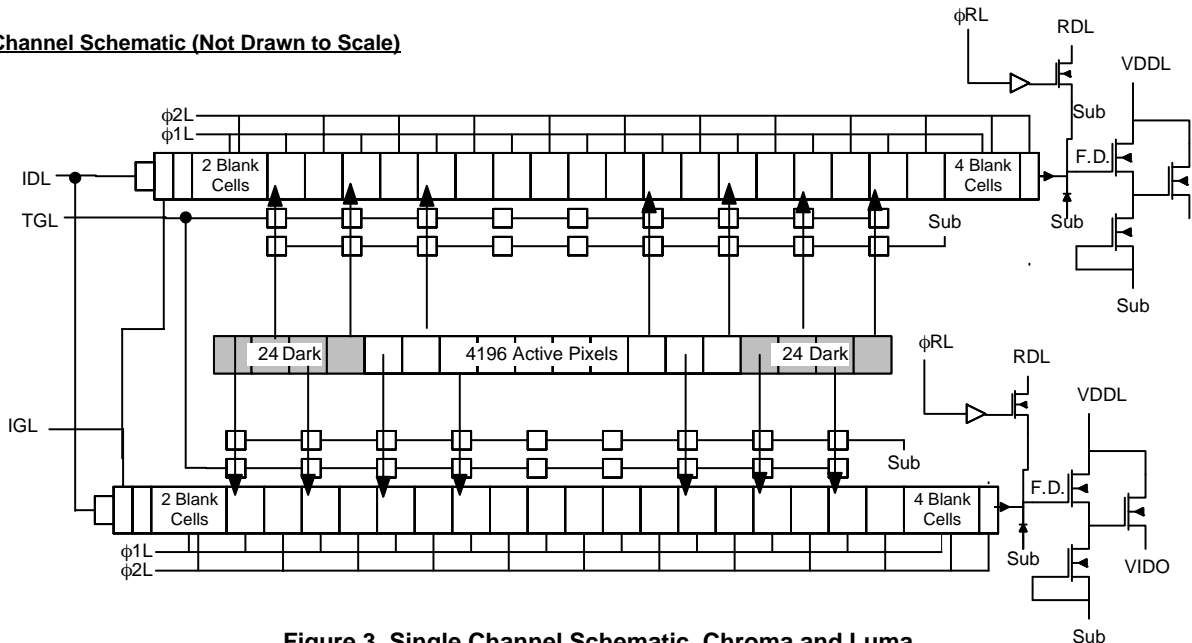 Channel Schematic (Not Drawn to Scale)
ϕRL
RDL
VDDL
Sub
F.D.
Sub
Sub
ϕ2L
ϕ1L
IDL
2 Blank
Cells
4 Blank
Cells
TGL
Sub
24 Dark
4196 Active Pixels
24 Dark
ϕRL
RDL
VDDL
IGL
Sub
F.D.
2 Blank
Cells
4 Blank
Cells
ϕ1L
ϕ2L
Sub
VIDO
Sub
Figure 3. Single Channel Schematic, Chroma and Luma